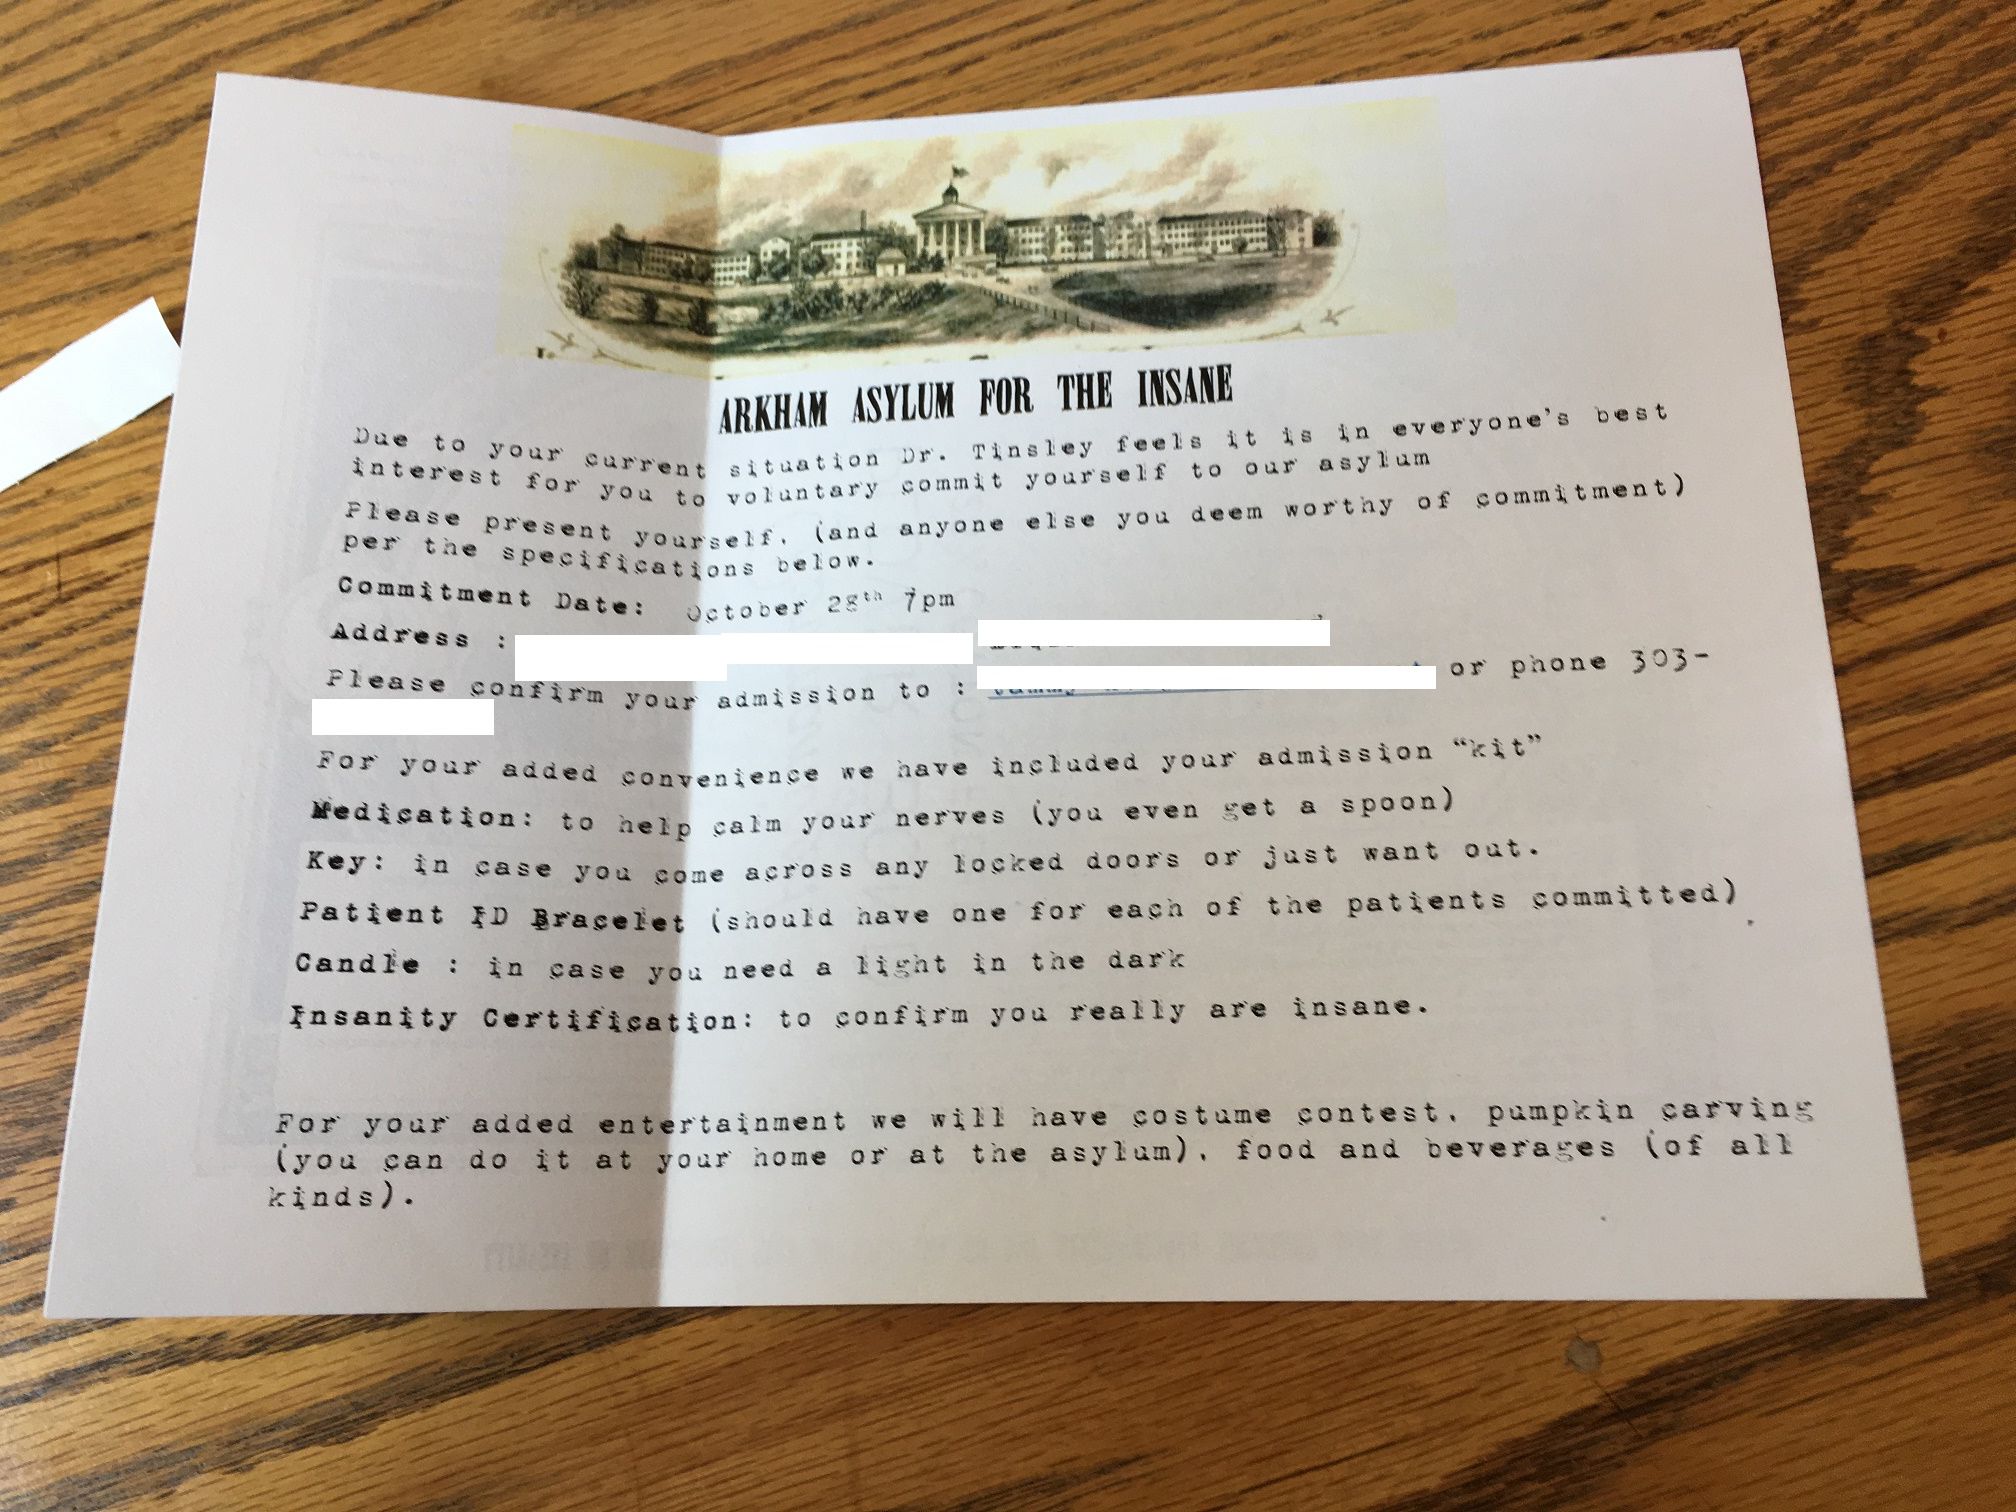 ARKHAM ASYLUM FOR THE INSANE
Due to your current situation Dr. Tinsley feels it is in everyone's best
interest for you to voluntary commit yourself to our asylum
Please present yourself, (and anyone else you deem worthy of commitment)
per the specifications below.
Commitment Date: October 28th 7pm
Address :
Please confirm your admission to : or phone 303-
For your added convenience we have included your admission “kit”
Medication: to help calm your nerves (you even get a spoon)
Key: in case you come across any locked doors or just want out.
Patient ID Bracelet (should have one for each of the patients committed)
Candle : in case you need a light in the dark
Insanity Certification: to confirm you really are insane.
For your added entertainment we will have costume contest, pumpkin carving
(you can do it at your home or at the asylum), food and beverages (of all
kinds).